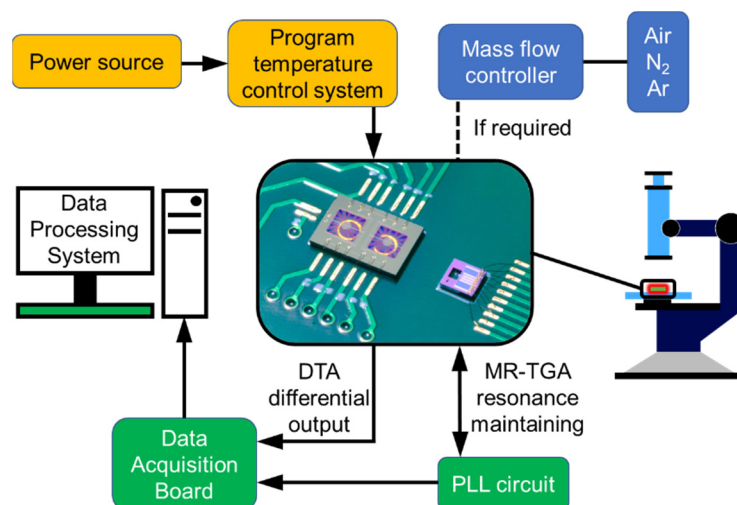 Power source
Program
temperature
control system
Mass flow
controller
Air
N₂
Ar
If required
Data
Processing
System
DTA
differential
output
MR-TGA
resonance
maintaining
Data
Acquisition
Board
PLL circuit